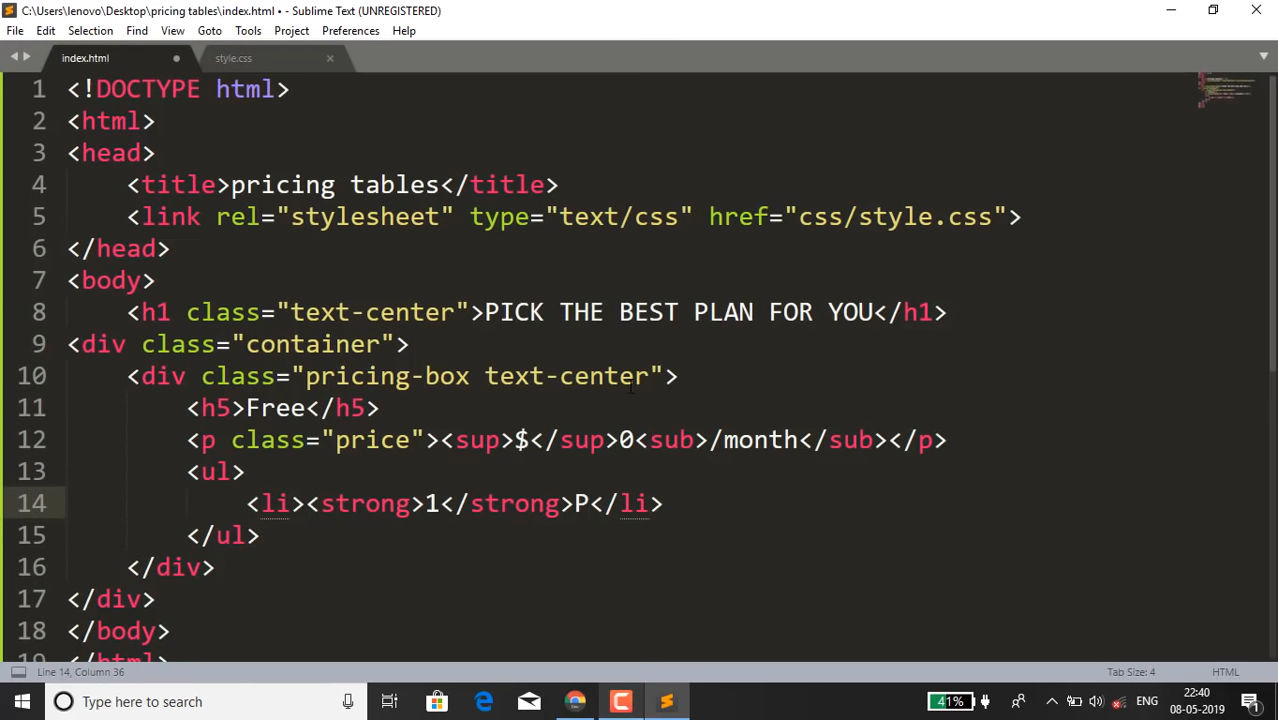 C:\Users\lenovo\Desktop\pricing tables\index.html • - Sublime Text (UNREGISTERED)
File Edit Selection Find View Goto Tools Project Preferences Help
index.html style.css
1 <!DOCTYPE html>
2 <html>
3 <head>
4 <title>pricing tables</title>
5 <link rel="stylesheet" type="text/css" href="css/style.css">
6 </head>
7 <body>
8 <h1 class="text-center">PICK THE BEST PLAN FOR YOU</h1>
9 <div class="container">
10 <div class="pricing-box text-center">
11 <h5>Free</h5>
12 <p class="price"><sup>$</sup>0<sub>/month</sub></p>
13 <ul>
14 <li><strong>1</strong>P</li>
15 </ul>
16 </div>
17 </div>
18 </body>
19 </html>
Line 14, Column 36 Tab Size: 4 HTML
Type here to search 41% ENG 22:40
08-05-2019 1